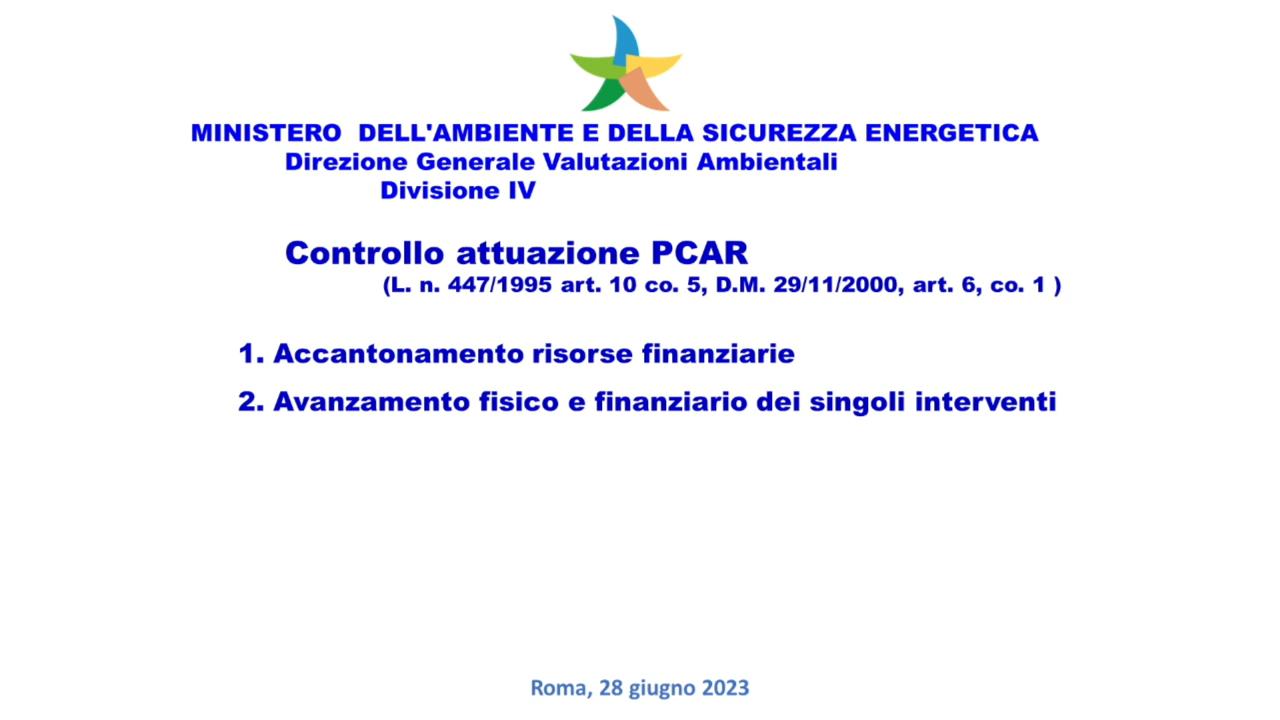 MINISTERO DELL'AMBIENTE E DELLA SICUREZZA ENERGETICA
Direzione Generale Valutazioni Ambientali
Divisione IV
Controllo attuazione PCAR
(L. n. 447/1995 art. 10 co. 5, D.M. 29/11/2000, art. 6, co. 1 )
1. Accantonamento risorse finanziarie
2. Avanzamento fisico e finanziario dei singoli interventi
Roma, 28 giugno 2023